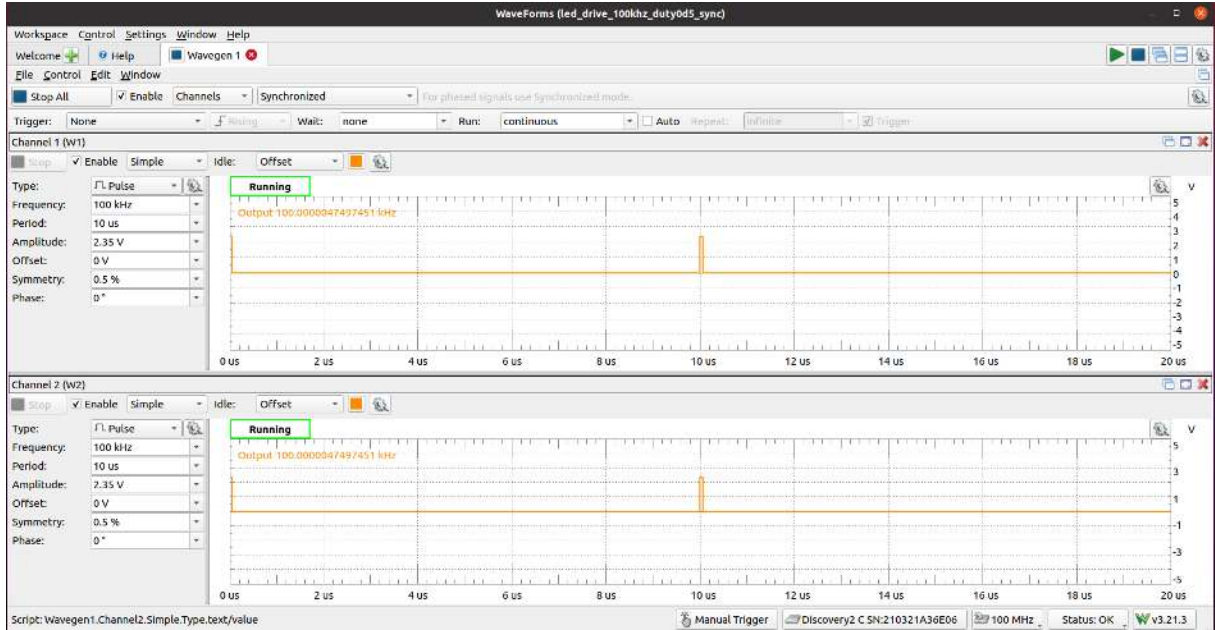 WaveForms (led_drive_100khz_duty0d5_sync)
Workspace Control Settings Window Help
Welcome Help Wavegen 1
File Control Edit Window
Stop All Enable Channels Synchronized For phased signals use Synchronized mode.
Trigger: None Rising Wait: none Run: continuous Auto Repeat: Infinite Trigger
Channel 1 (W1)
Stop Enable Simple Idle: Offset
Type: Pulse
Frequency: 100 kHz
Period: 10 us
Amplitude: 2.35 V
Offset: 0 V
Symmetry: 0.5 %
Phase: 0°
Running
V
Output 100.0000047497451 kHz
5
4
3
2
1
0
-1
-2
-3
-4
-5
0 us 2 us 4 us 6 us 8 us 10 us 12 us 14 us 16 us 18 us 20 us
Channel 2 (W2)
Stop Enable Simple Idle: Offset
Type: Pulse
Frequency: 100 kHz
Period: 10 us
Amplitude: 2.35 V
Offset: 0 V
Symmetry: 0.5 %
Phase: 0°
Running
V
Output 100.0000047497451 kHz
5
3
1
-1
-3
-5
0 us 2 us 4 us 6 us 8 us 10 us 12 us 14 us 16 us 18 us 20 us
Script: Wavegen1.Channel2.Simple.Type.text/value Manual Trigger Discovery2 C SN:210321A36E06 100 MHz Status: OK v3.21.3